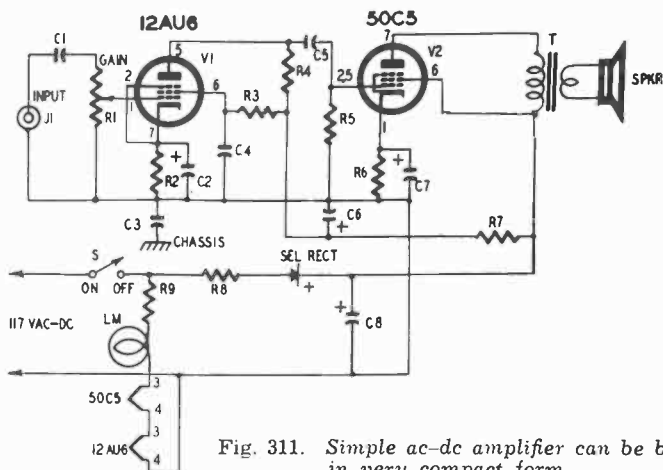 12AU6
50C5
C1
GAIN
2
5
V1
6
1
7
INPUT
J1
R1
R2
+
C2
C3
CHASSIS
C4
R3
R4
C5
2,5
7
V2
6
1
R5
R6
+
C7
C6
+
R7
T
SPKR
S
ON OFF
R9
R8
SEL RECT
+
+
C8
117 VAC-DC
LM
50C5
3
4
12AU6
3
4
Fig. 311. Simple ac-dc amplifier can be b
in very compact form